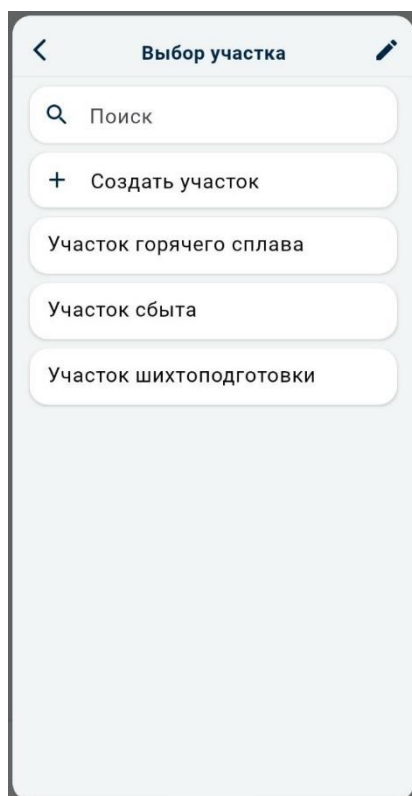 Выбор участка
Поиск
Создать участок
Участок горячего сплава
Участок сбыта
Участок шихтоподготовки